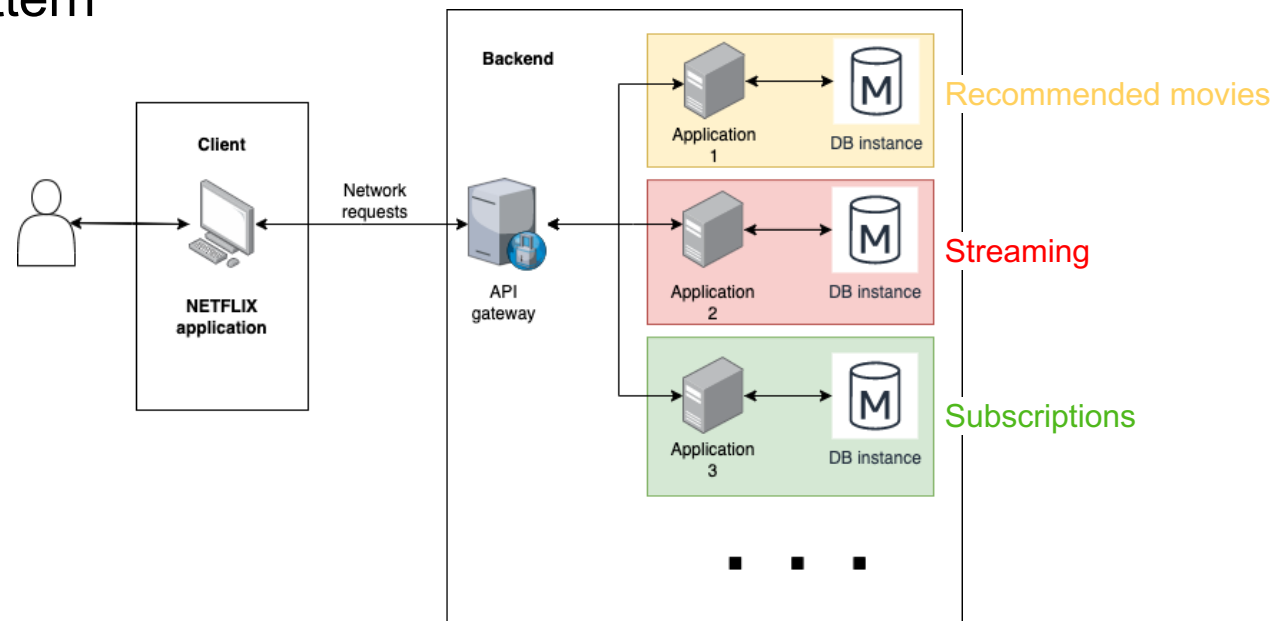 Backend
Recommended movies
Application
1
DB instance
Client
Network
requests
Streaming
API
gateway
Application
2
DB instance
NETFLIX
application
Subscriptions
Application
3
DB instance
M
M
M